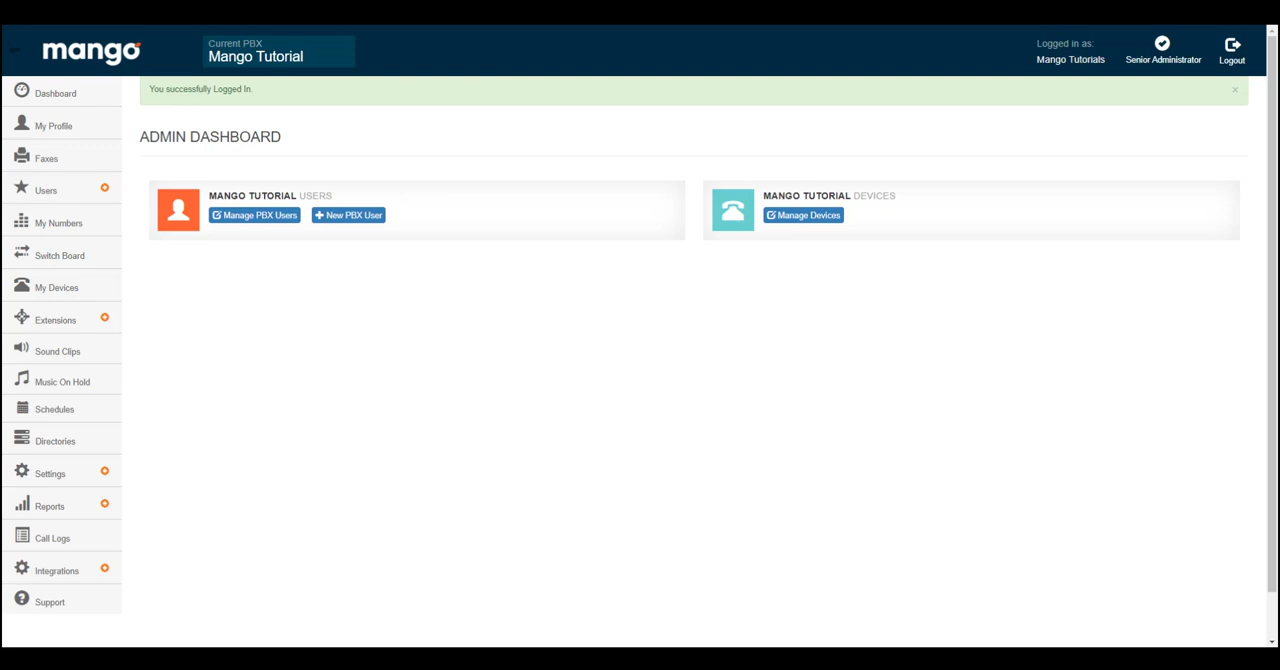 mango
Current PBX
Mango Tutorial
Logged in as:
Mango Tutorials
Senior Administrator
Logout
Dashboard
My Profile
Faxes
Users
My Numbers
Switch Board
My Devices
Extensions
Sound Clips
Music On Hold
Schedules
Directories
Settings
Reports
Call Logs
Integrations
Support
You successfully Logged In.
×
ADMIN DASHBOARD
MANGO TUTORIAL USERS
Manage PBX Users
New PBX User
MANGO TUTORIAL DEVICES
Manage Devices